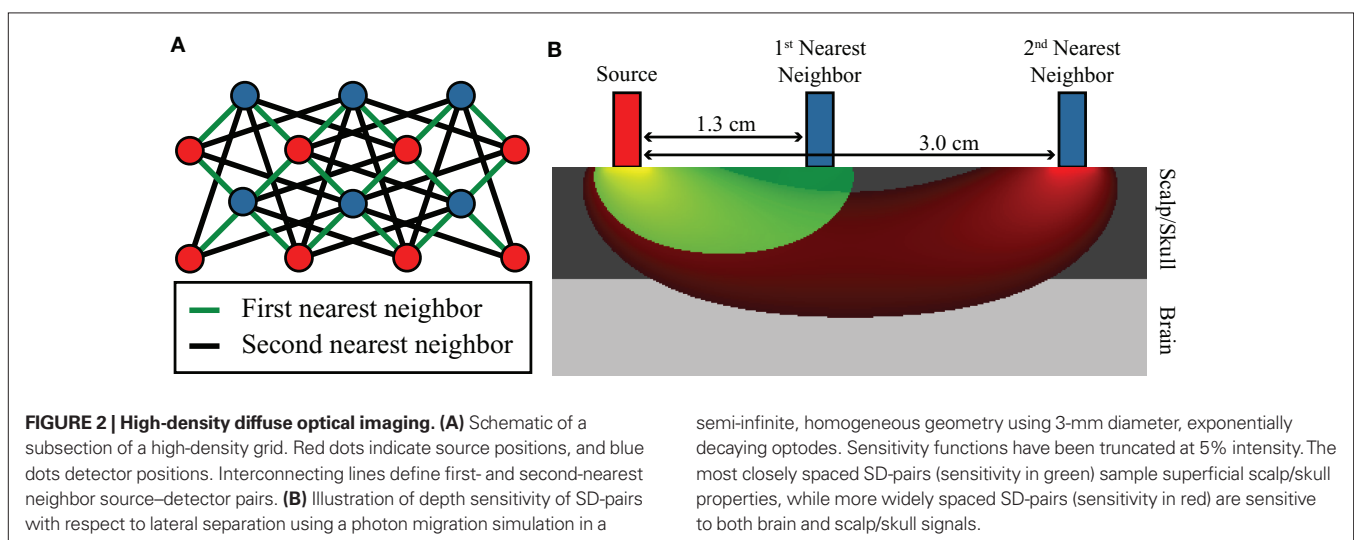 A
First nearest neighbor
Second nearest neighbor
B
Source
1st Nearest
Neighbor
2nd Nearest
Neighbor
1.3 cm
3.0 cm
Scalp/Skull
Brain
FIGURE 2 | High-density diffuse optical imaging. (A) Schematic of a
subsection of a high-density grid. Red dots indicate source positions, and blue
dots detector positions. Interconnecting lines define first- and second-nearest
neighbor source–detector pairs. (B) Illustration of depth sensitivity of SD-pairs
with respect to lateral separation using a photon migration simulation in a
semi-infinite, homogeneous geometry using 3-mm diameter, exponentially
decaying optodes. Sensitivity functions have been truncated at 5% intensity. The
most closely spaced SD-pairs (sensitivity in green) sample superficial scalp/skull
properties, while more widely spaced SD-pairs (sensitivity in red) are sensitive
to both brain and scalp/skull signals.